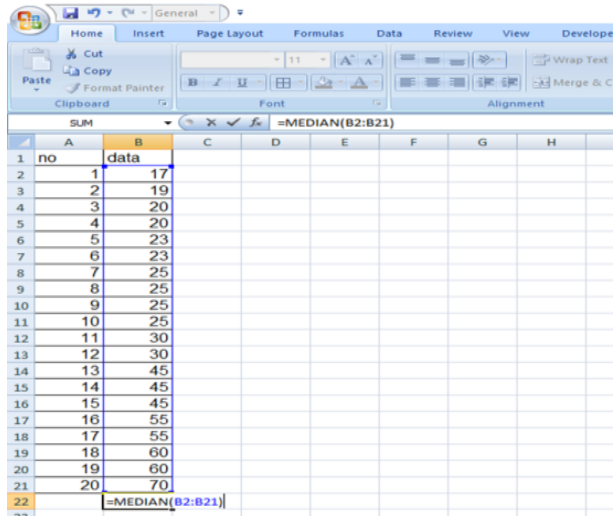 General
Home Insert Page Layout Formulas Data Review View Develope
Cut
Copy
Paste
Format Painter
11 A A
B I U A
Wrap Text
Merge & C
Clipboard Font Alignment
SUM fx =MEDIAN(B2:B21)
A B C D E F G H
1 no data
2 1 17
3 2 19
4 3 20
5 4 20
6 5 23
7 6 23
8 7 25
9 8 25
10 9 25
11 10 25
12 11 30
13 12 30
14 13 45
15 14 45
16 15 45
17 16 55
18 17 55
19 18 60
20 19 60
21 20 70
22 =MEDIAN(B2:B21)